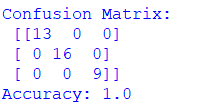 Confusion Matrix:
[[13  0  0]
[ 0 16  0]
[ 0  0  9]]
Accuracy: 1.0